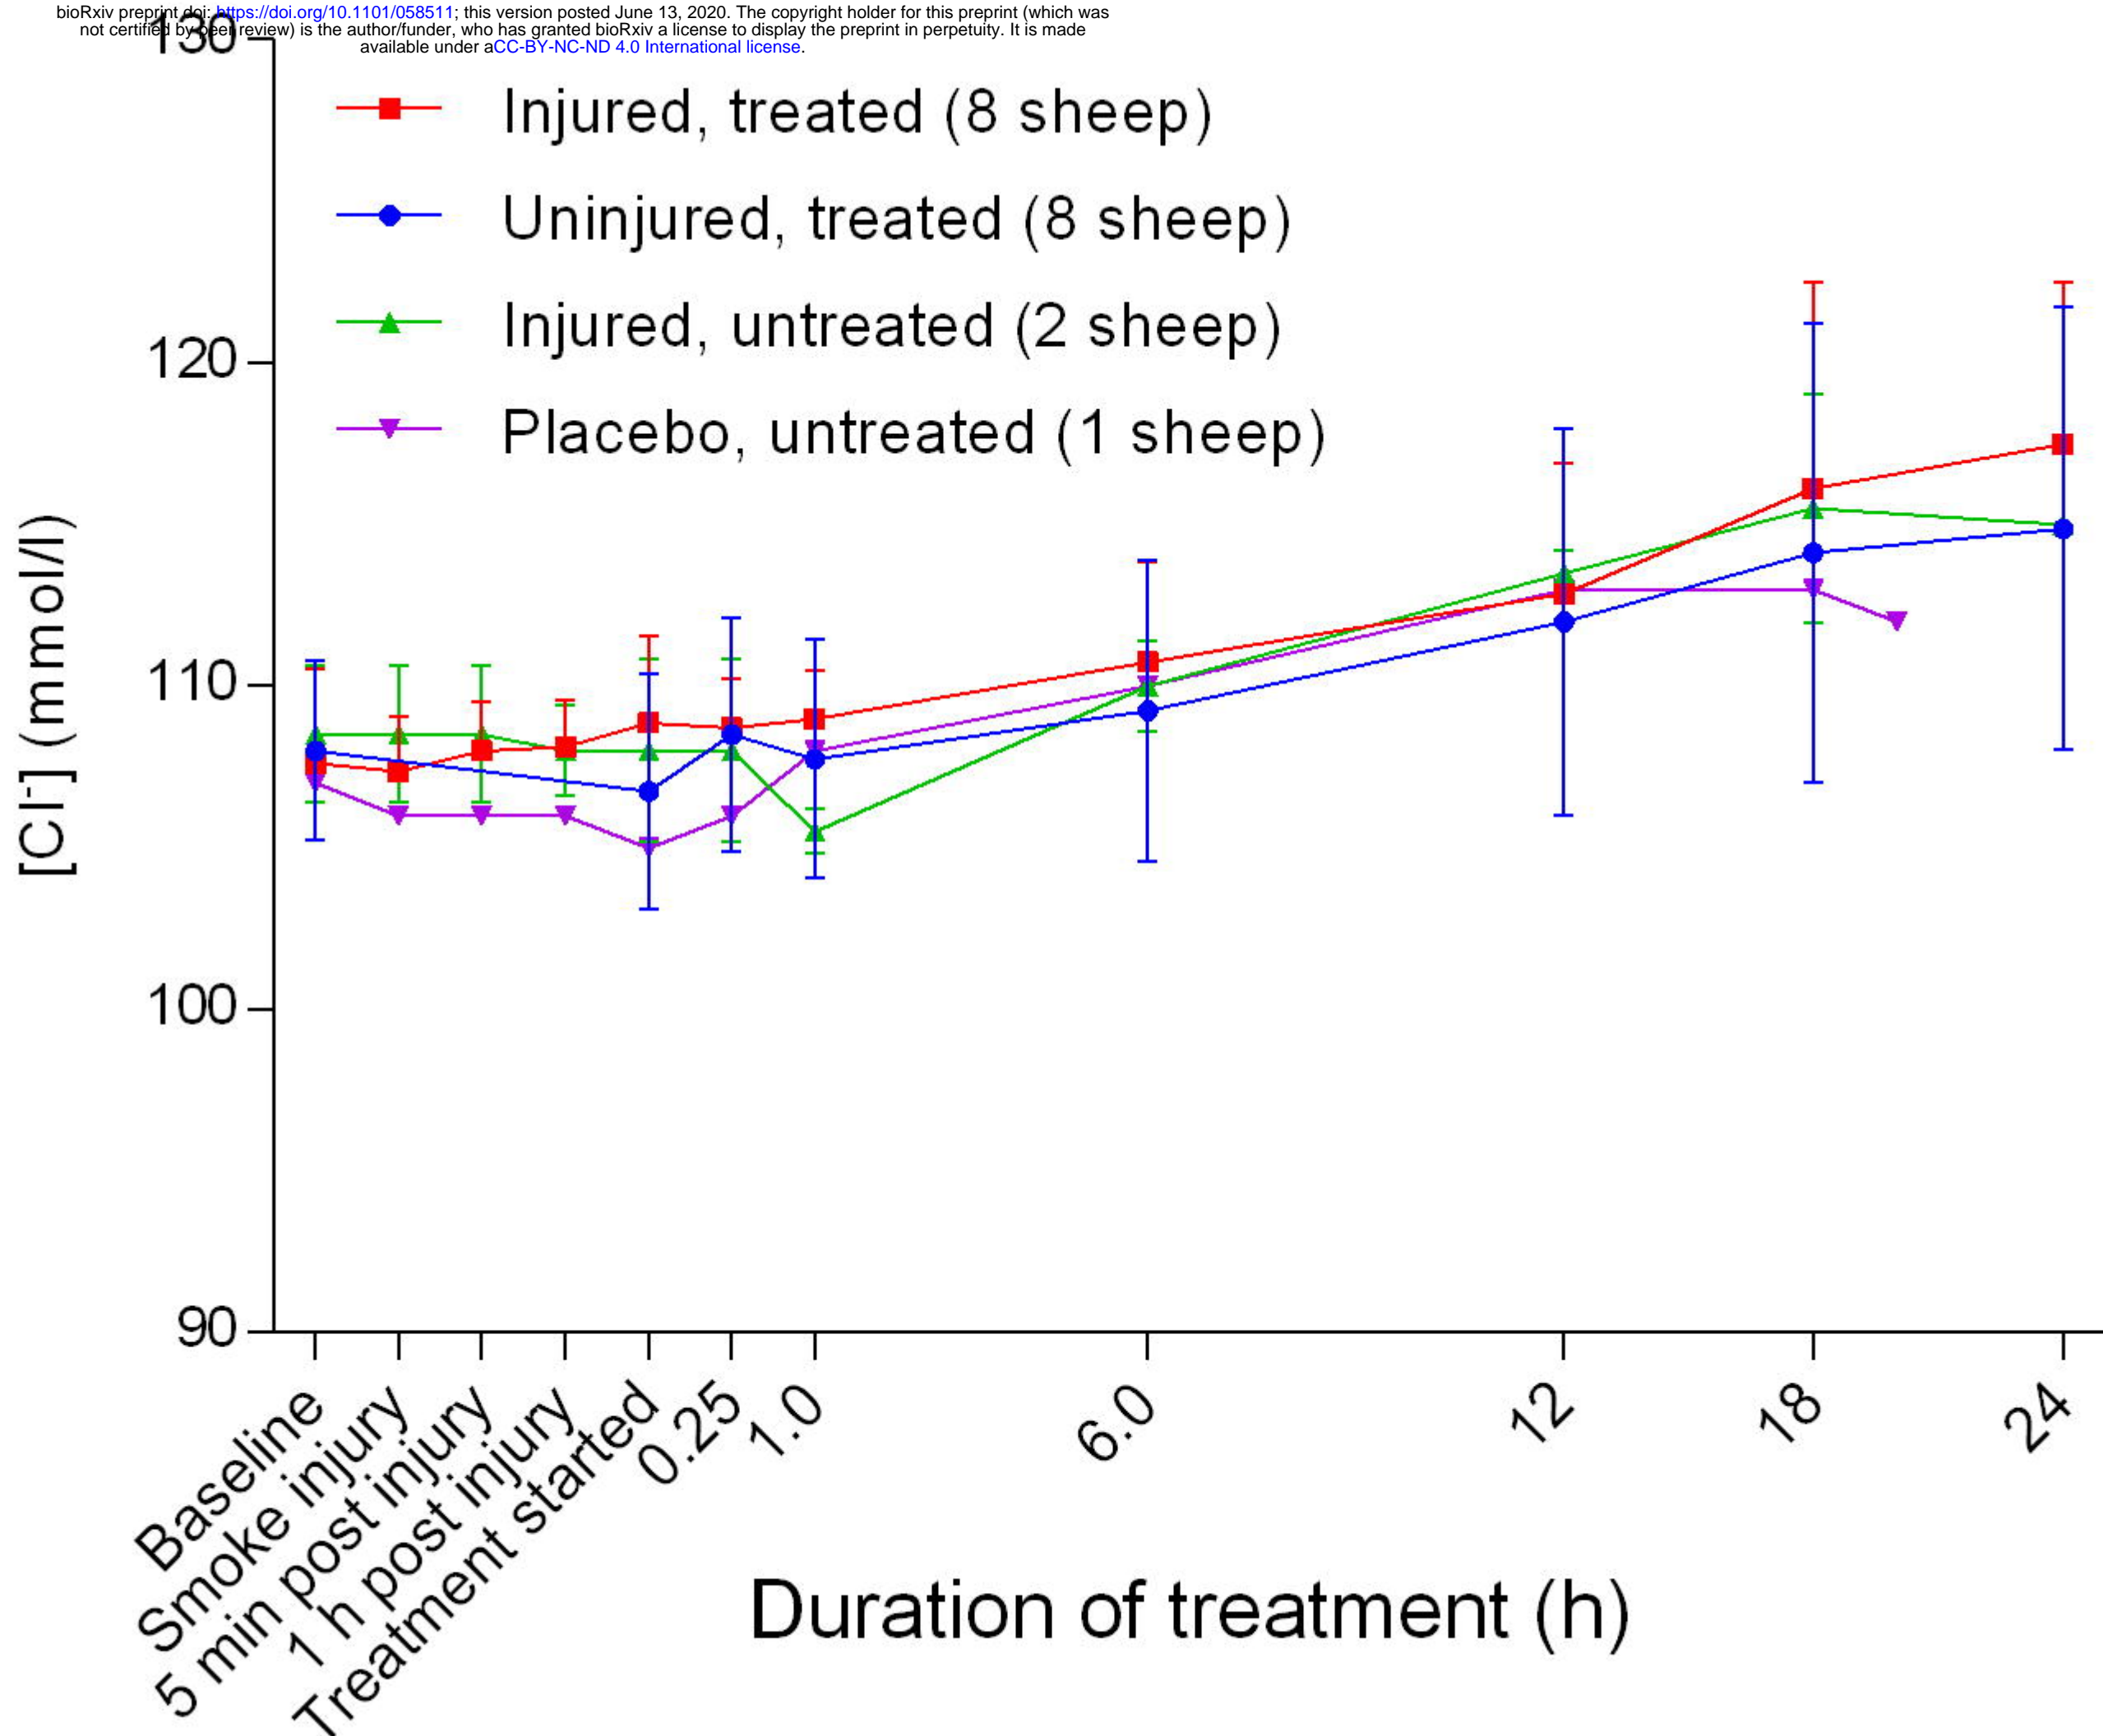 bioRxiv preprint doi: https://doi.org/10.1101/058511; this version posted June 13, 2020. The copyright holder for this preprint (which was
not certified by peer review) is the author/funder, who has granted bioRxiv a license to display the preprint in perpetuity. It is made
available under aCC-BY-NC-ND 4.0 International license.
130
Injured, treated (8 sheep)
Uninjured, treated (8 sheep)
Injured, untreated (2 sheep)
Placebo, untreated (1 sheep)
120
110
100
90
[Cl-] (mmol/l)
Baseline
Smoke injury
5 min post injury
1 h post injury
Treatment started
0.25
1.0
6.0
12
18
24
Duration of treatment (h)